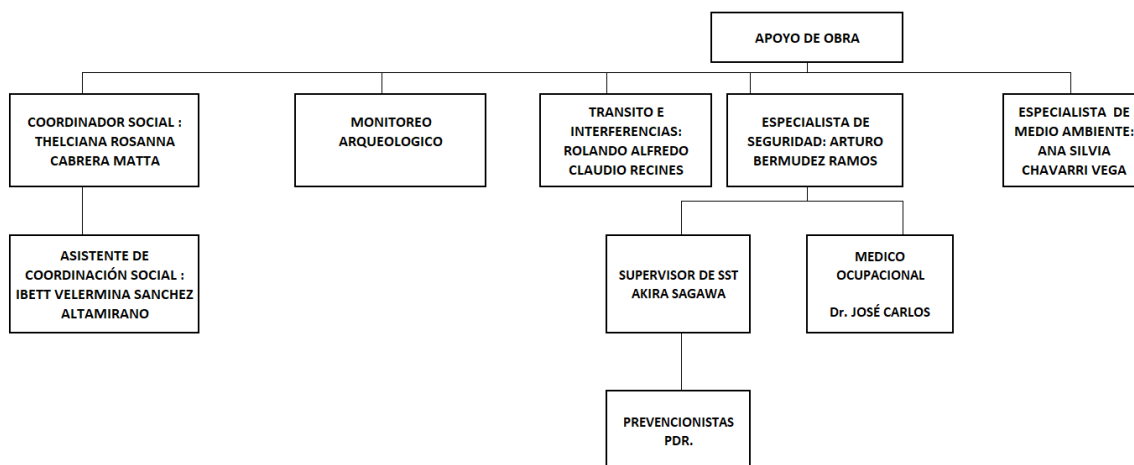 APOYO DE OBRA
COORDINADOR SOCIAL :
THELCIANA ROSANNA
CABRERA MATTA
MONITOREO
ARQUEOLOGICO
TRANSITO E
INTERFERENCIAS:
ROLANDO ALFREDO
CLAUDIO RECINES
ESPECIALISTA DE
SEGURIDAD: ARTURO
BERMUDEZ RAMOS
ESPECIALISTA DE
MEDIO AMBIENTE:
ANA SILVIA
CHAVARRI VEGA
ASISTENTE DE
COORDINACIÓN SOCIAL :
IBETT VELERMINA SANCHEZ
ALTAMIRANO
SUPERVISOR DE SST
AKIRA SAGAWA
MEDICO
OCUPACIONAL
Dr. JOSÉ CARLOS
PREVENCIONISTAS
PDR.